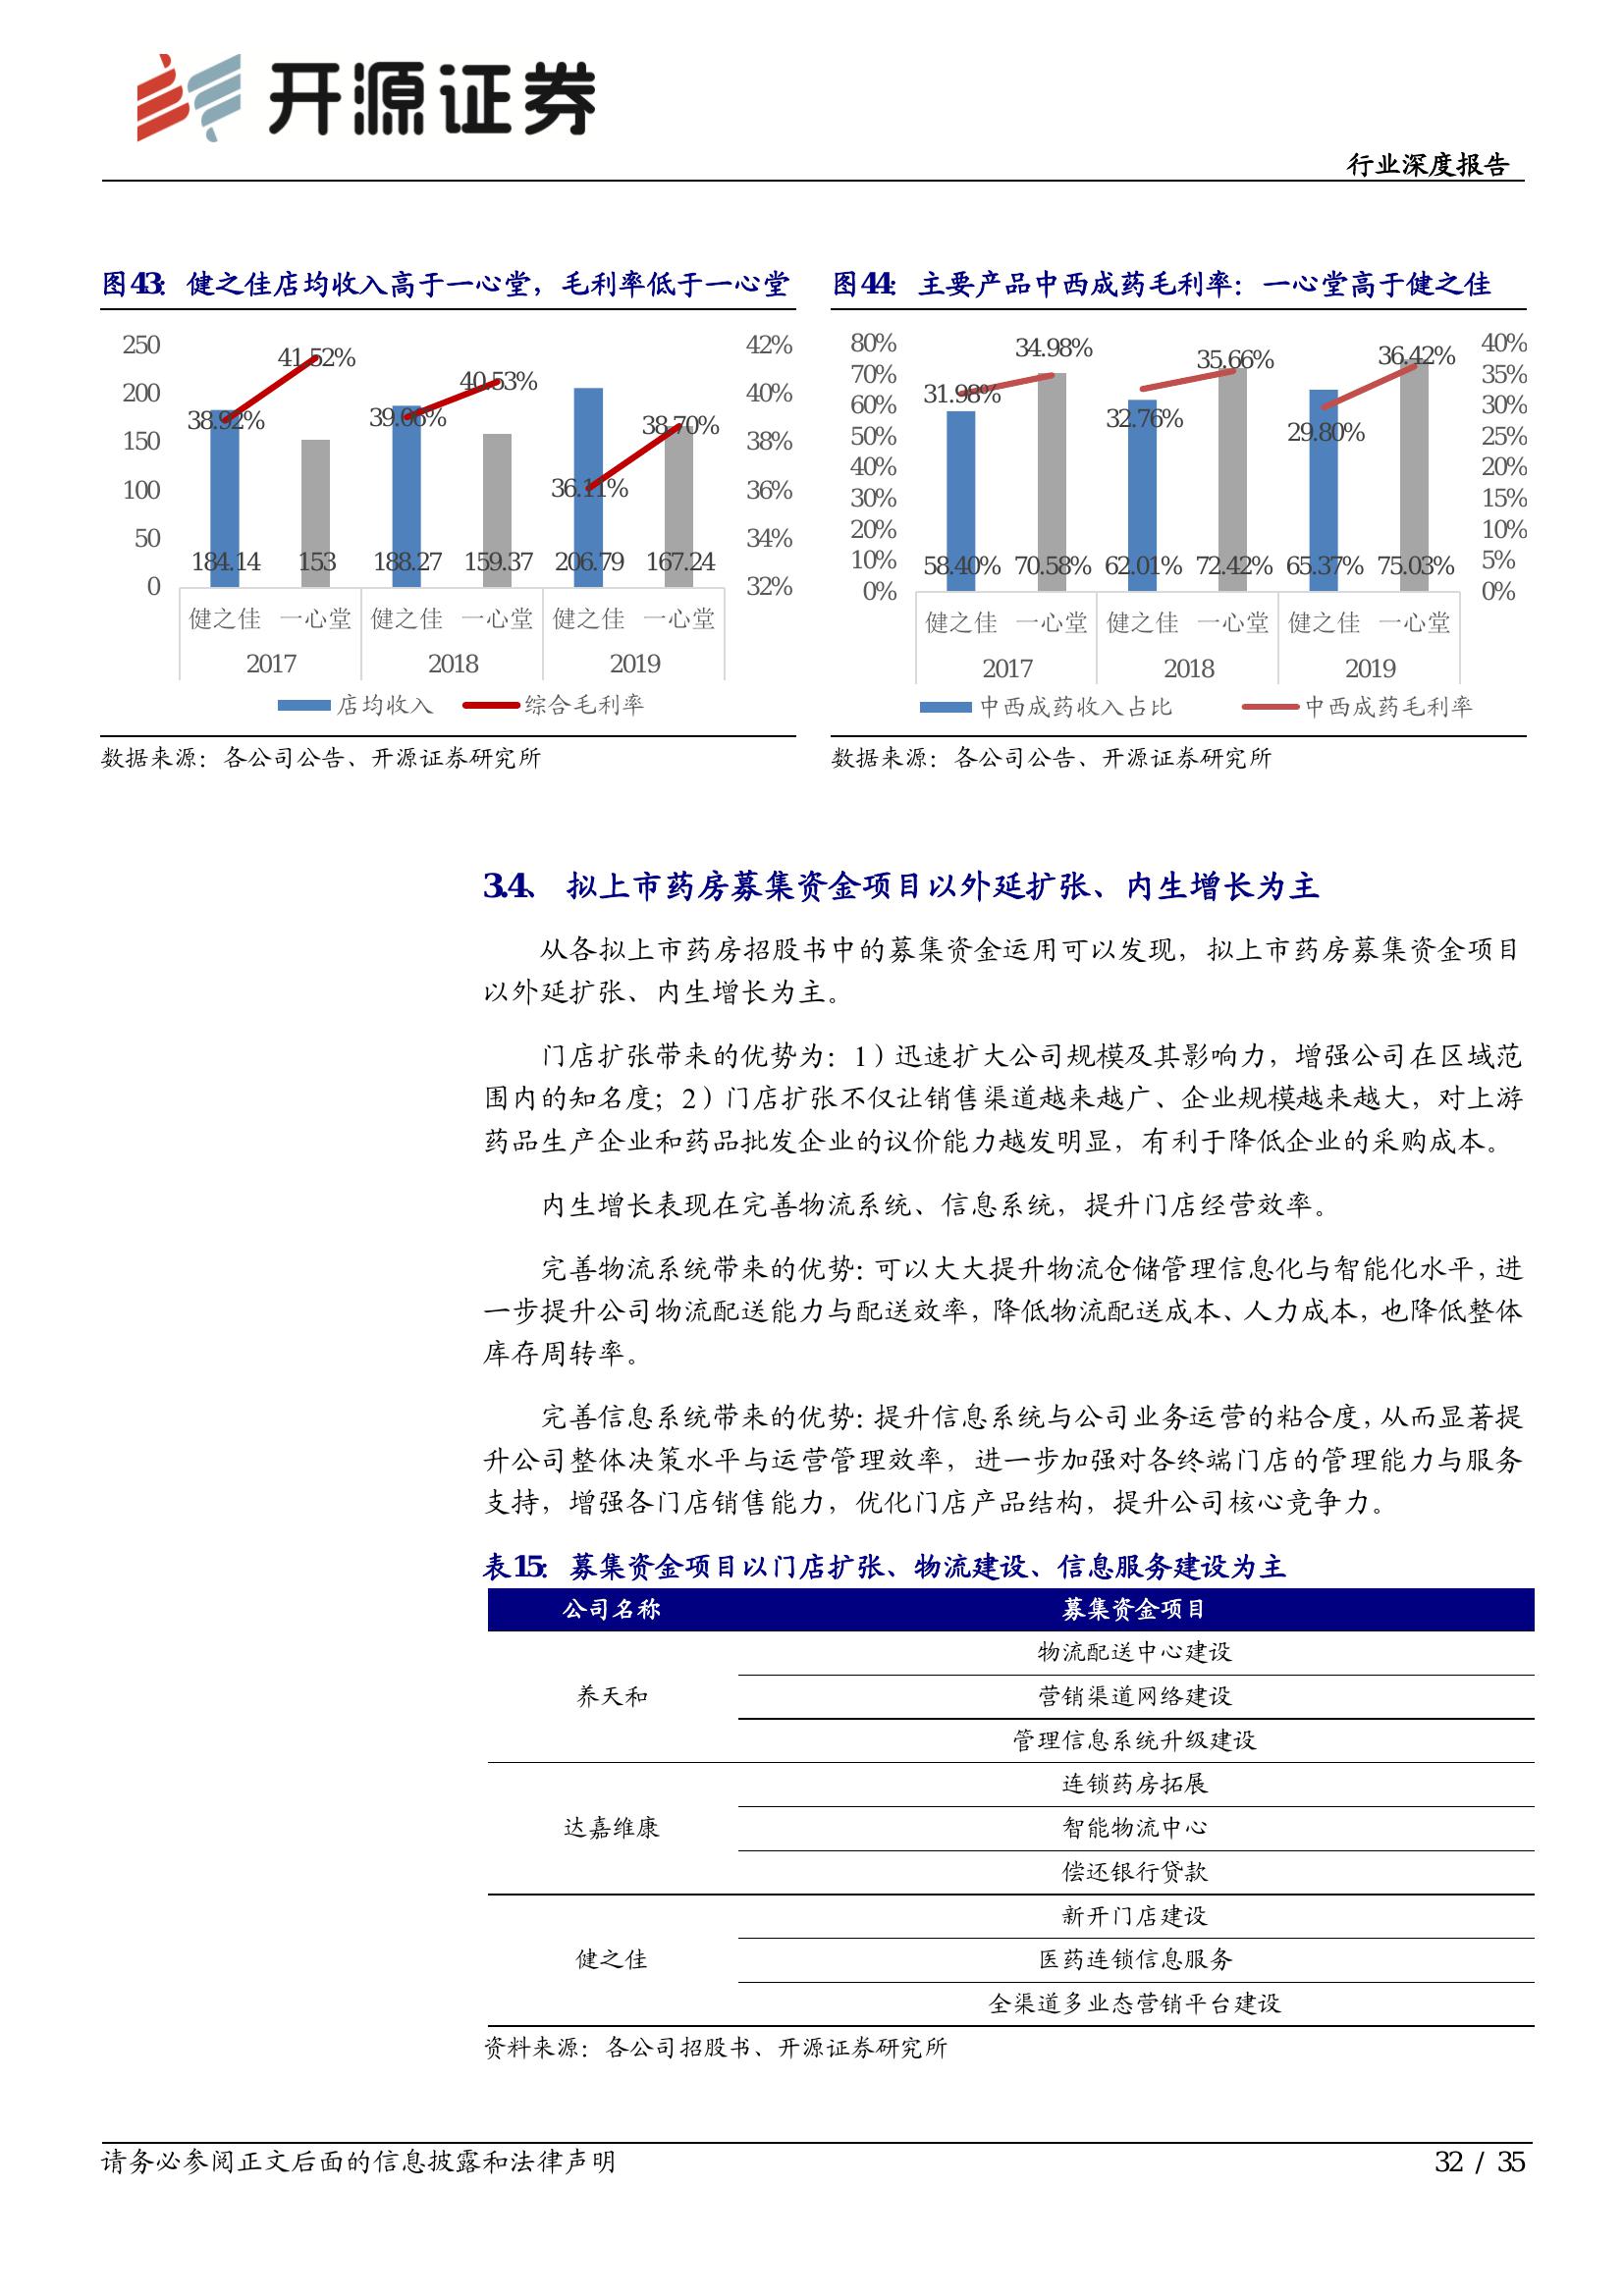 开源证券
行业深度报告
图43：健之佳店均收入高于一心堂，毛利率低于一心堂
250
200
150
100
50
0
42%
40%
38%
36%
34%
32%
38.92%
41.52%
39.06%
40.53%
36.11%
38.70%
184.14
153
188.27
159.37
206.79
167.24
健之佳 一心堂 健之佳 一心堂 健之佳 一心堂
2017 2018 2019
店均收入 综合毛利率
数据来源：各公司公告、开源证券研究所
图44：主要产品中西成药毛利率：一心堂高于健之佳
80%
70%
60%
50%
40%
30%
20%
10%
0%
40%
35%
30%
25%
20%
15%
10%
5%
0%
31.98%
34.98%
32.76%
35.66%
29.80%
36.42%
58.40% 70.58% 62.01% 72.42% 65.37% 75.03%
健之佳 一心堂 健之佳 一心堂 健之佳 一心堂
2017 2018 2019
中西成药收入占比 中西成药毛利率
数据来源：各公司公告、开源证券研究所
3.4、 拟上市药房募集资金项目以外延扩张、内生增长为主
从各拟上市药房招股书中的募集资金运用可以发现，拟上市药房募集资金项目
以外延扩张、内生增长为主。
门店扩张带来的优势为：1）迅速扩大公司规模及其影响力，增强公司在区域范
围内的知名度；2）门店扩张不仅让销售渠道越来越广、企业规模越来越大，对上游
药品生产企业和药品批发企业的议价能力越发明显，有利于降低企业的采购成本。
内生增长表现在完善物流系统、信息系统，提升门店经营效率。
完善物流系统带来的优势：可以大大提升物流仓储管理信息化与智能化水平，进
一步提升公司物流配送能力与配送效率，降低物流配送成本、人力成本，也降低整体
库存周转率。
完善信息系统带来的优势：提升信息系统与公司业务运营的粘合度，从而显著提
升公司整体决策水平与运营管理效率，进一步加强对各终端门店的管理能力与服务
支持，增强各门店销售能力，优化门店产品结构，提升公司核心竞争力。
表15：募集资金项目以门店扩张、物流建设、信息服务建设为主
公司名称 募集资金项目
物流配送中心建设
养天和 营销渠道网络建设
管理信息系统升级建设
连锁药房拓展
达嘉维康 智能物流中心
偿还银行贷款
新开门店建设
健之佳 医药连锁信息服务
全渠道多业态营销平台建设
资料来源：各公司招股书、开源证券研究所
请务必参阅正文后面的信息披露和法律声明 32 / 35